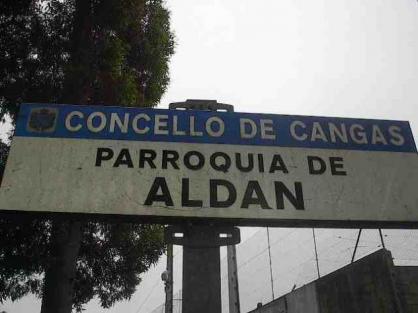 CONCELLO DE CANGAS
PARROQUIA DE
ALDAN